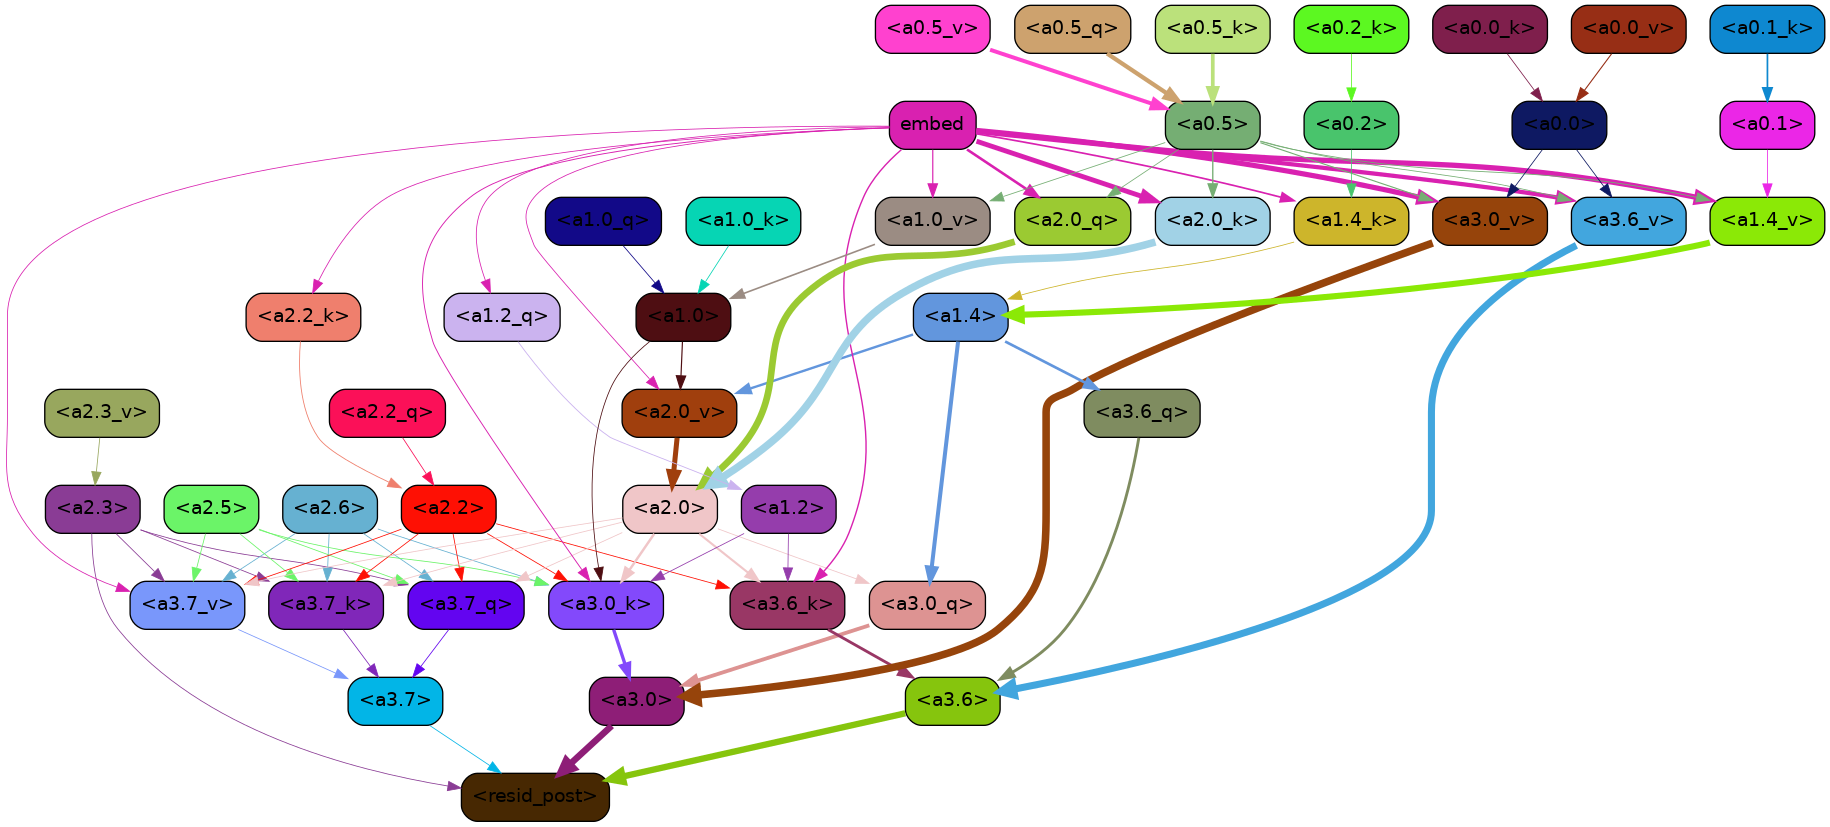 <a0.5_v> <a0.5_q> <a0.5_k> <a0.2_k> <a0.0_k> <a0.0_v> <a0.1_k>
embed <a0.5> <a0.2> <a0.0> <a0.1>
<a1.0_q> <a1.0_k> <a1.0_v> <a2.0_q> <a2.0_k> <a1.4_k> <a3.0_v> <a3.6_v> <a1.4_v>
<a2.2_k> <a1.2_q> <a1.0> <a1.4>
<a2.3_v> <a2.2_q> <a2.0_v> <a3.6_q>
<a2.3> <a2.5> <a2.6> <a2.2> <a2.0> <a1.2>
<a3.7_v> <a3.7_k> <a3.7_q> <a3.0_k> <a3.6_k> <a3.0_q>
<a3.7> <a3.0> <a3.6>
<resid_post>